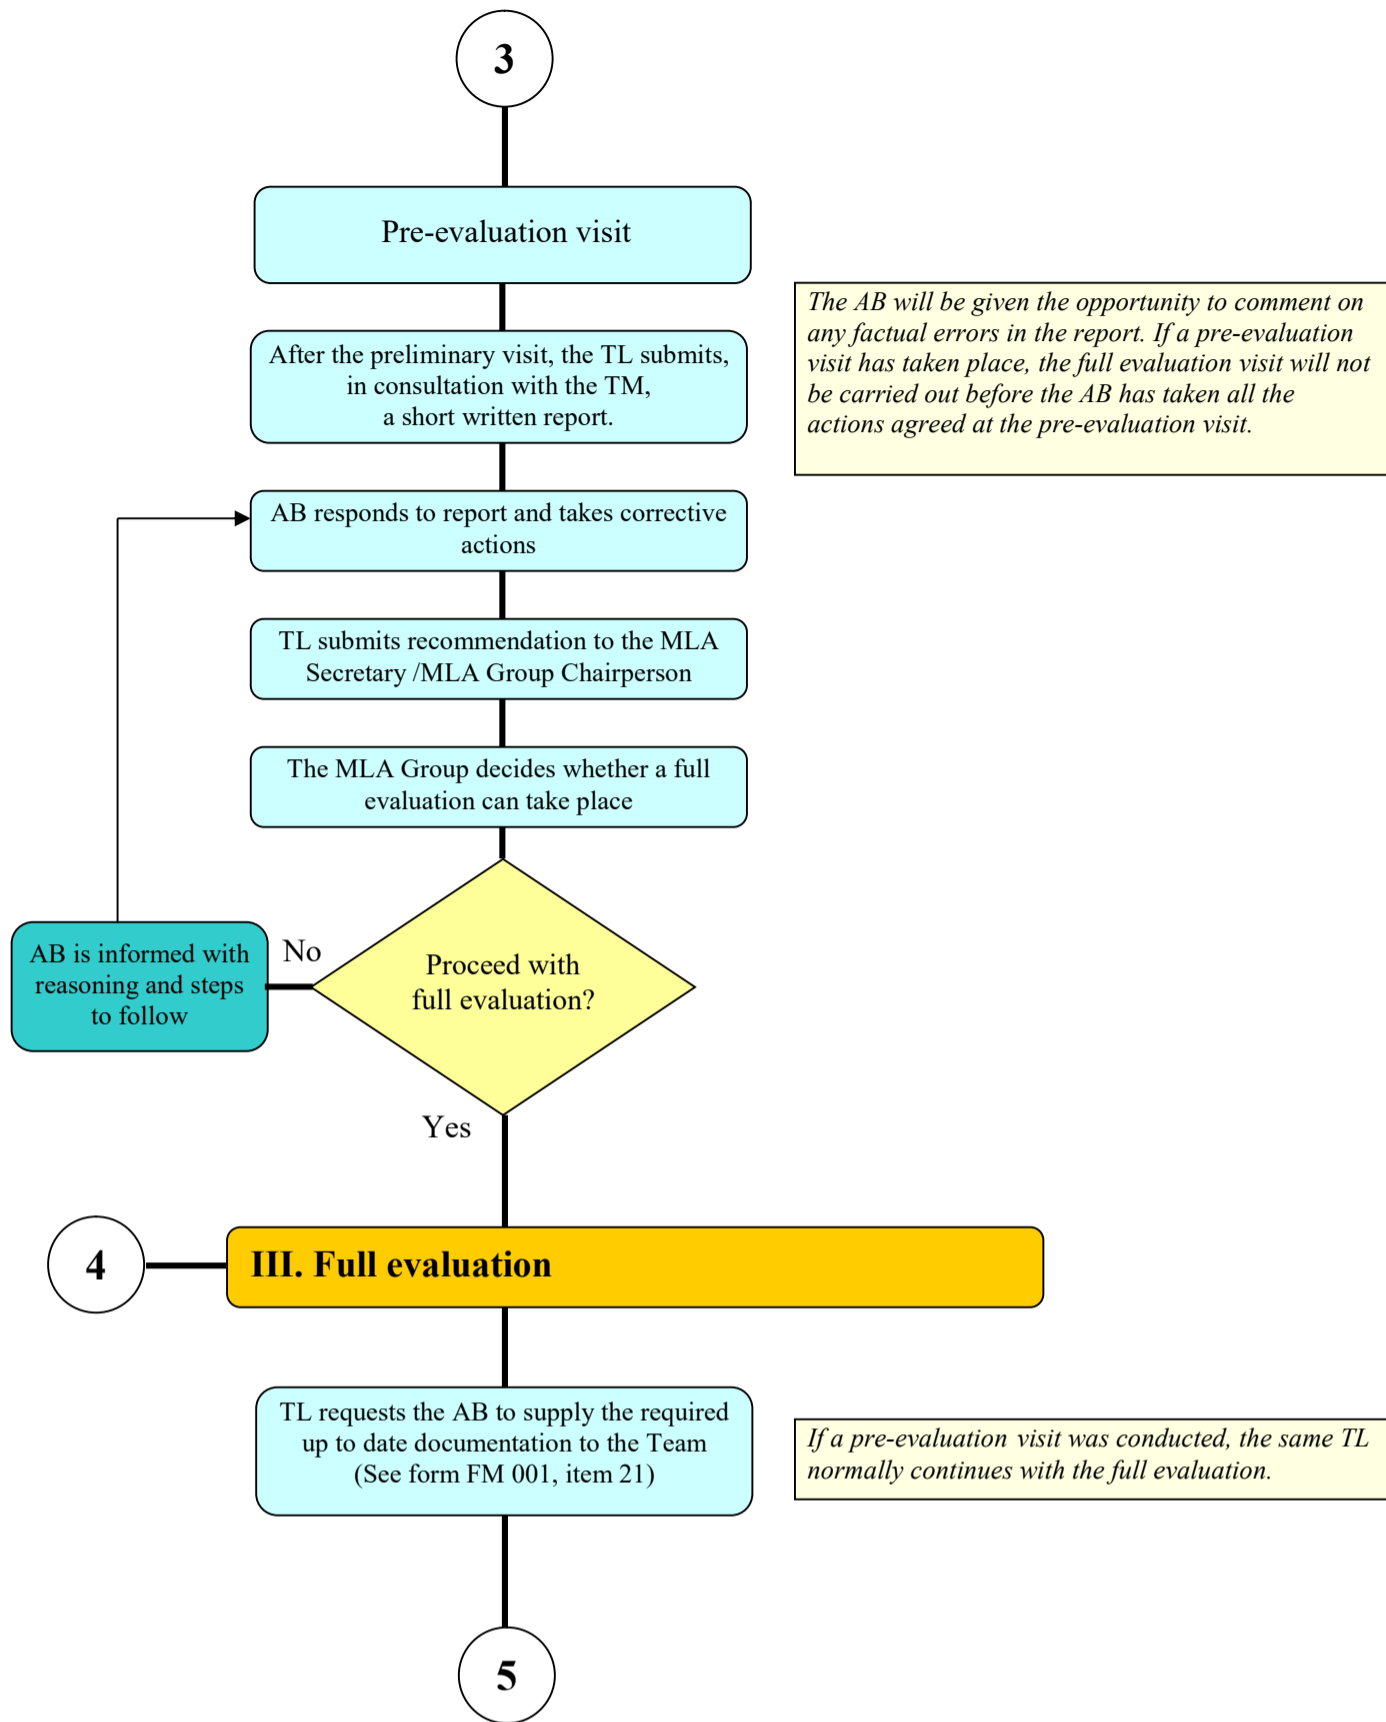 3
Pre-evaluation visit
After the preliminary visit, the TL submits,
in consultation with the TM,
a short written report.
The AB will be given the opportunity to comment on
any factual errors in the report. If a pre-evaluation
visit has taken place, the full evaluation visit will not
be carried out before the AB has taken all the
actions agreed at the pre-evaluation visit.
AB responds to report and takes corrective
actions
TL submits recommendation to the MLA
Secretary /MLA Group Chairperson
The MLA Group decides whether a full
evaluation can take place
Proceed with
full evaluation?
No
AB is informed with
reasoning and steps
to follow
Yes
4
III. Full evaluation
TL requests the AB to supply the required
up to date documentation to the Team
(See form FM 001, item 21)
If a pre-evaluation visit was conducted, the same TL
normally continues with the full evaluation.
5